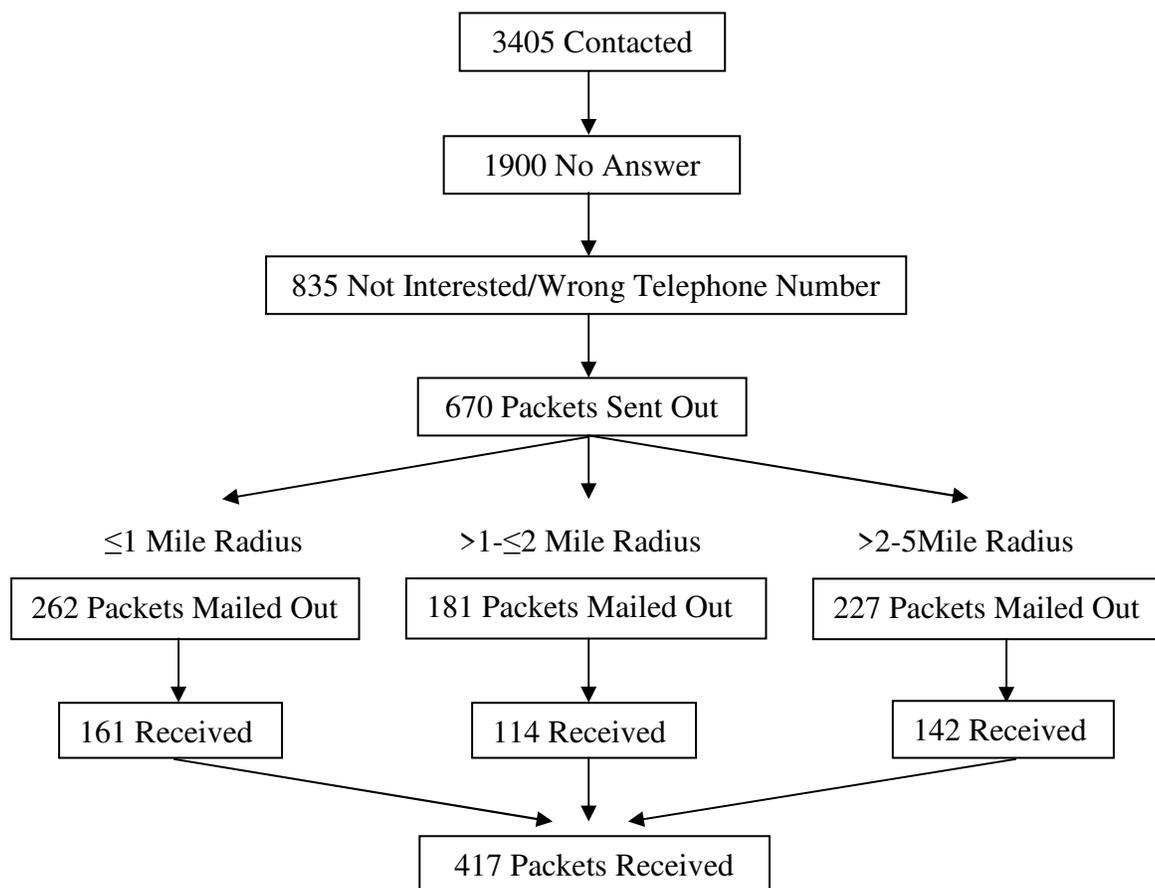 3405 Contacted
1900 No Answer
835 Not Interested/Wrong Telephone Number
670 Packets Sent Out
≤1 Mile Radius
>1-≤2 Mile Radius
>2-5Mile Radius
262 Packets Mailed Out
181 Packets Mailed Out
227 Packets Mailed Out
161 Received
114 Received
142 Received
417 Packets Received